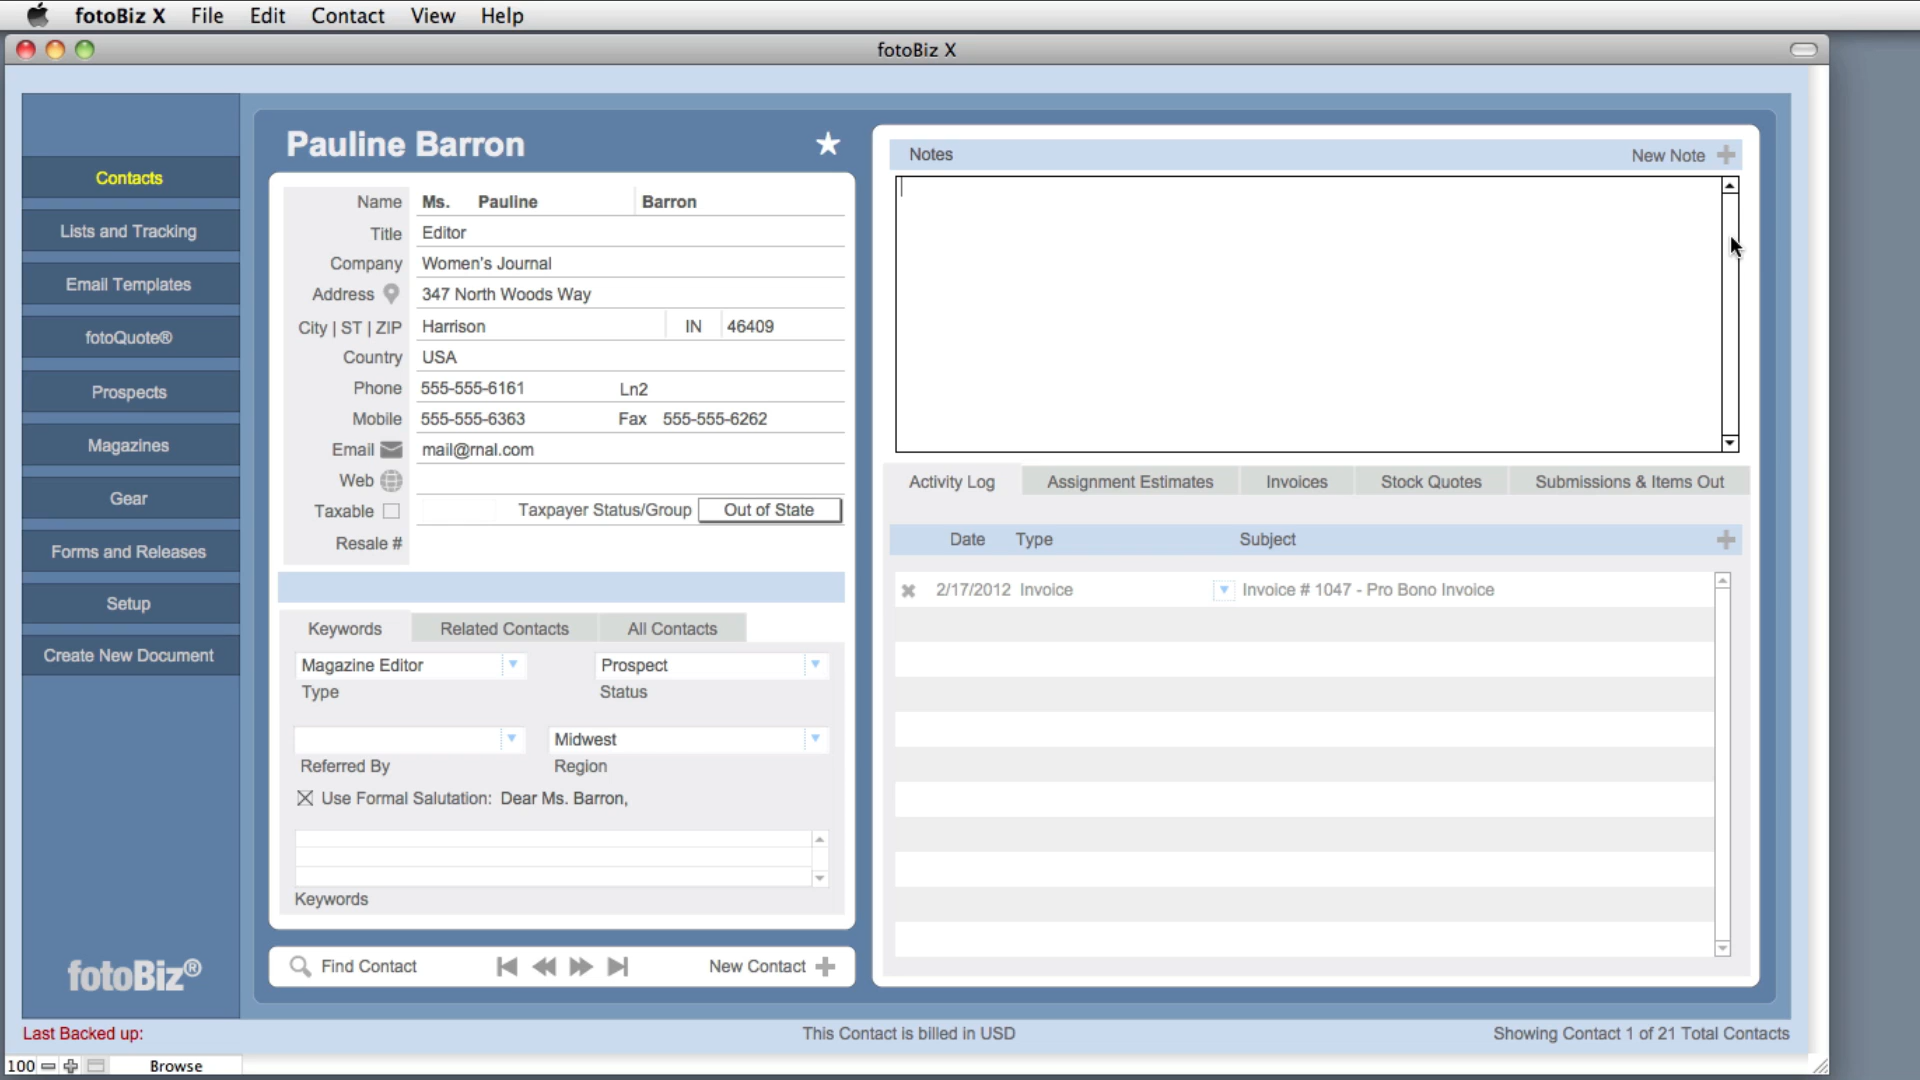 fotoBiz X File Edit Contact View Help
fotoBiz X
Contacts
Lists and Tracking
Email Templates
fotoQuote®
Prospects
Magazines
Gear
Forms and Releases
Setup
Create New Document
fotoBiz®
Pauline Barron
Name Ms. Pauline Barron
Title Editor
Company Women's Journal
Address 347 North Woods Way
City | ST | ZIP Harrison IN 46409
Country USA
Phone 555-555-6161 Ln2
Mobile 555-555-6363 Fax 555-555-6262
Email mail@rnal.com
Web
Taxable Taxpayer Status/Group Out of State
Resale #
Keywords Related Contacts All Contacts
Magazine Editor Prospect
Type Status
Midwest
Referred By Region
Use Formal Salutation: Dear Ms. Barron,
Keywords
Find Contact New Contact
Notes New Note
Activity Log Assignment Estimates Invoices Stock Quotes Submissions & Items Out
Date Type Subject
2/17/2012 Invoice Invoice # 1047 - Pro Bono Invoice
Last Backed up: This Contact is billed in USD Showing Contact 1 of 21 Total Contacts
100 Browse